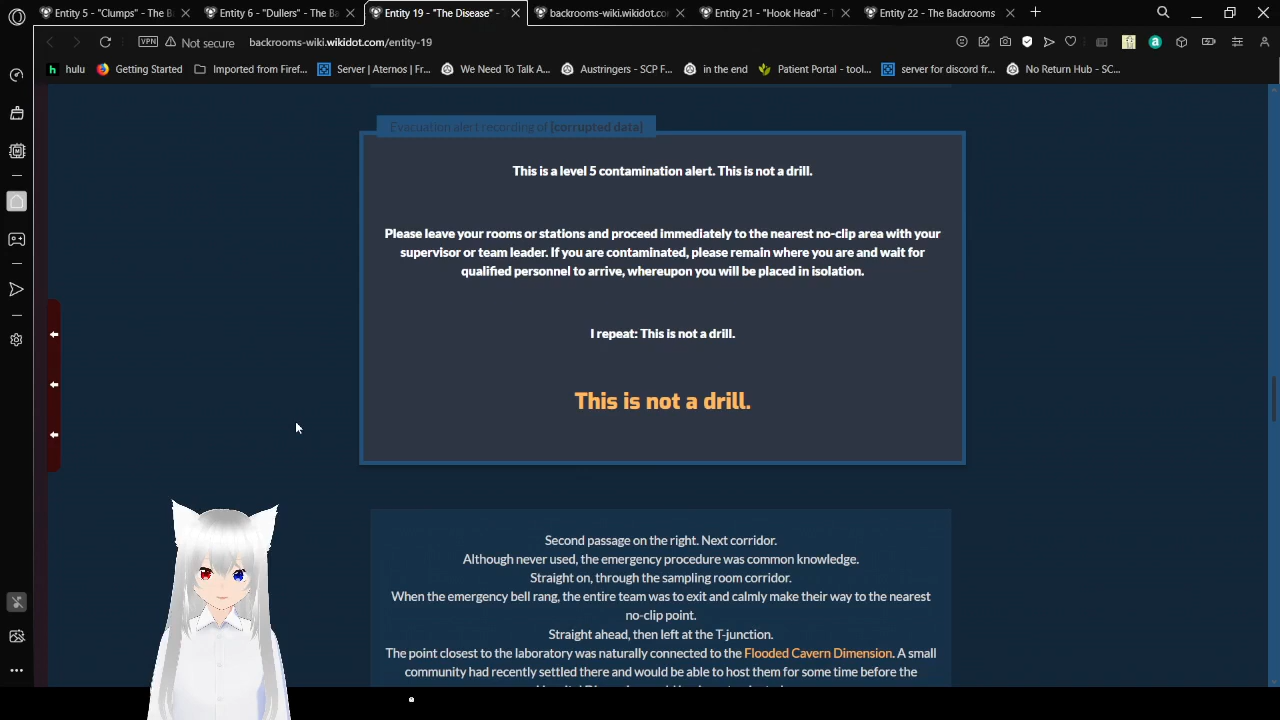 Entity 5 - "Clumps" - The B
Entity 6 - "Dullers" - The Ba
Entity 19 - "The Disease" -
backrooms-wiki.wikidot.co
Entity 21 - "Hook Head" - T
Entity 22 - The Backrooms
VPN
Not secure
backrooms-wiki.wikidot.com/entity-19
hulu
Getting Started
Imported from Firef...
Server | Aternos | Fr...
We Need To Talk A...
Austringers - SCP F...
in the end
Patient Portal - tool...
server for discord fr...
No Return Hub - SC...
Evacuation alert recording of [corrupted data]
This is a level 5 contamination alert. This is not a drill.
Please leave your rooms or stations and proceed immediately to the nearest no-clip area with your
supervisor or team leader. If you are contaminated, please remain where you are and wait for
qualified personnel to arrive, whereupon you will be placed in isolation.
I repeat: This is not a drill.
This is not a drill.
Second passage on the right. Next corridor.
Although never used, the emergency procedure was common knowledge.
Straight on, through the sampling room corridor.
When the emergency bell rang, the entire team was to exit and calmly make their way to the nearest
no-clip point.
Straight ahead, then left at the T-junction.
The point closest to the laboratory was naturally connected to the Flooded Cavern Dimension. A small
community had recently settled there and would be able to host them for some time before the